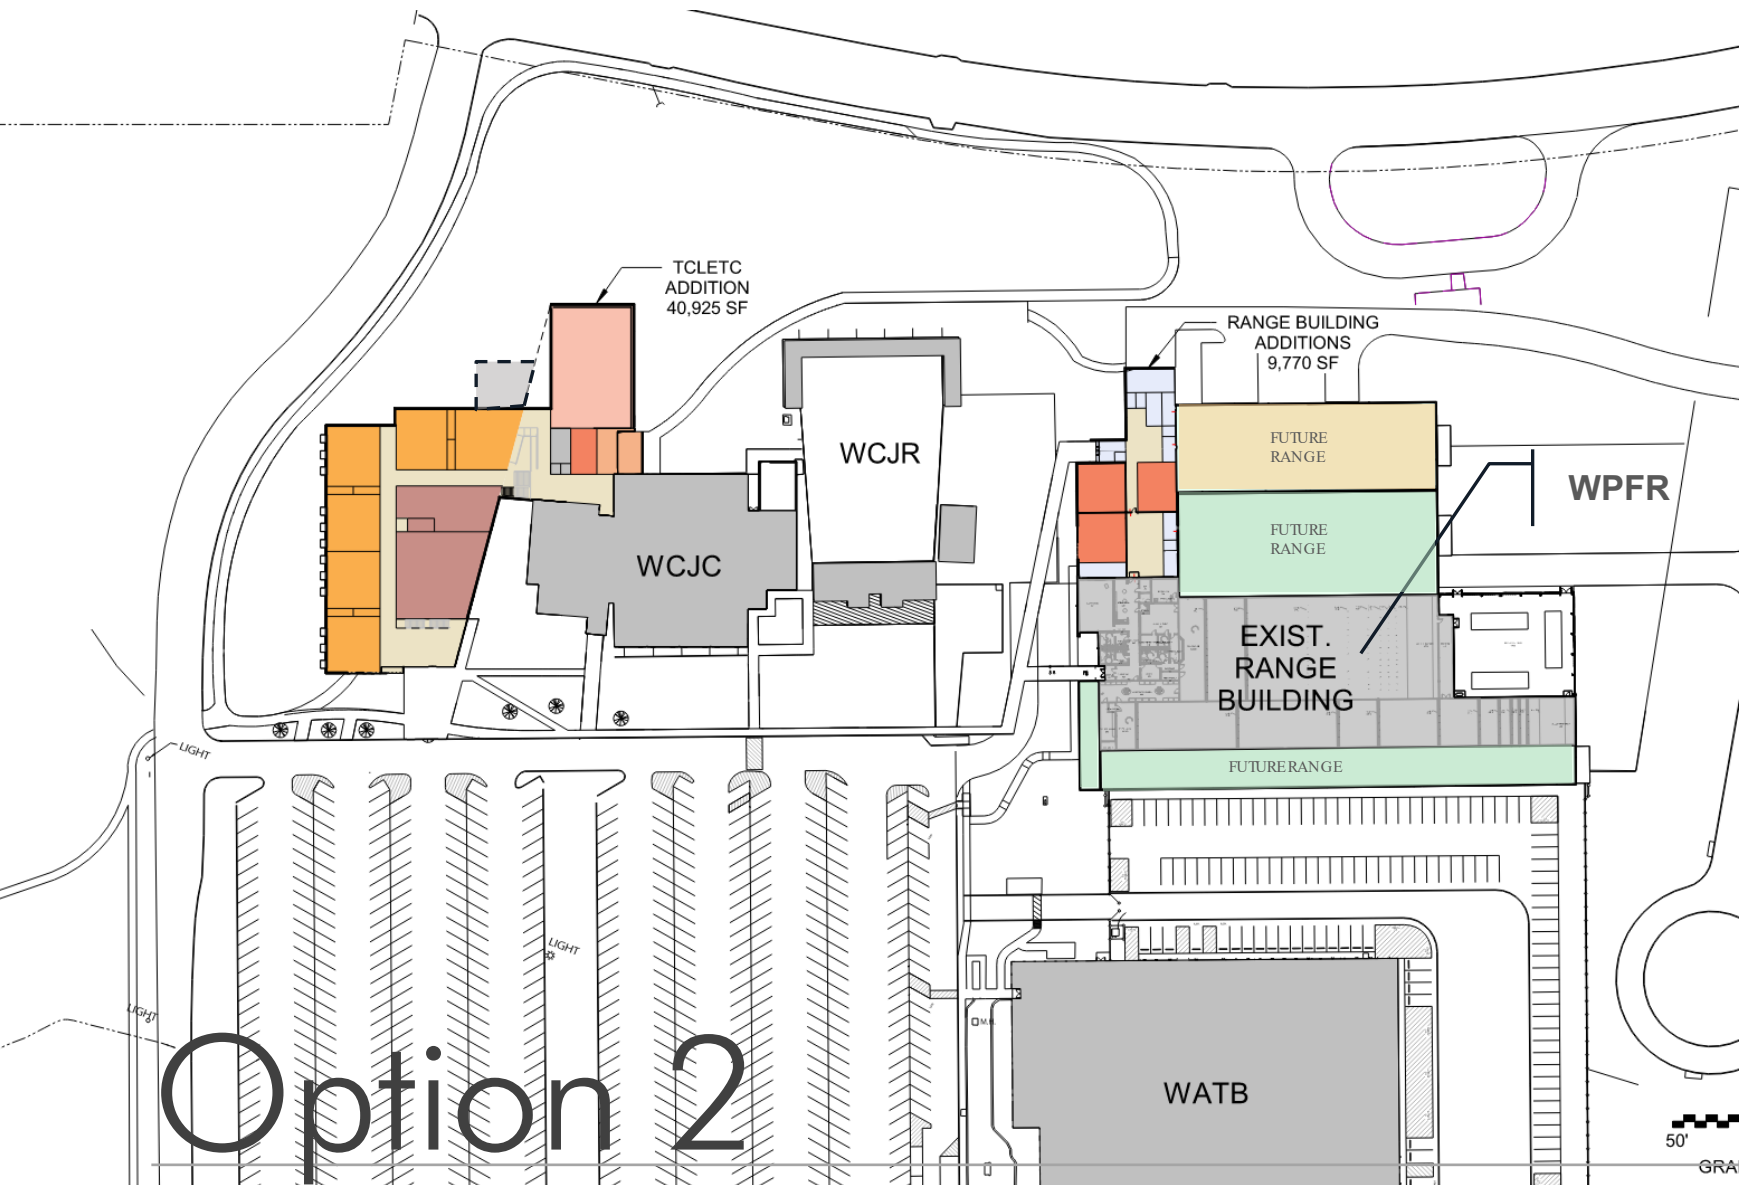 TCLETC
ADDITION
40,925 SF
RANGE BUILDING
ADDITIONS
9,770 SF
WCJR
FUTURE
RANGE
WPFR
FUTURE
RANGE
WCJC
EXIST.
RANGE
BUILDING
LIGHT
FUTURE RANGE
LIGHT
LIGHT
M.H.
Option 2
WATB
50'
GRA